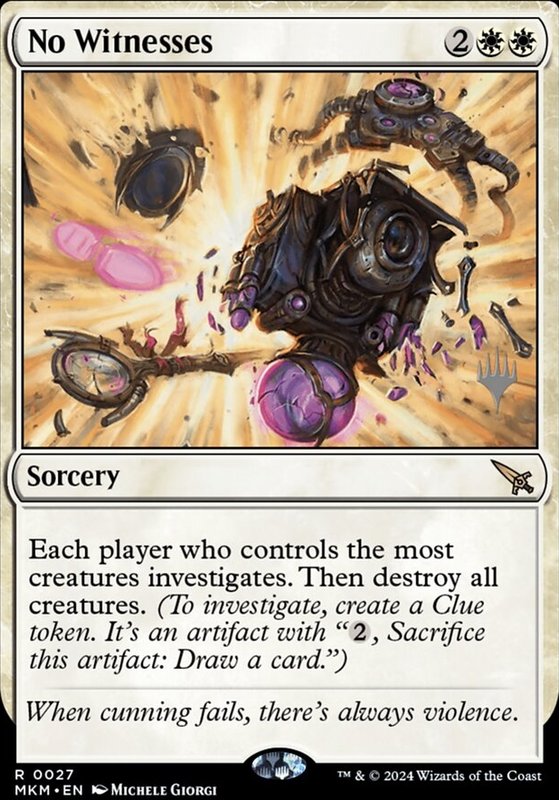 No Witnesses 2
Sorcery
Each player who controls the most
creatures investigates. Then destroy all
creatures. (To investigate, create a Clue
token. It's an artifact with “2, Sacrifice
this artifact: Draw a card.”)
When cunning fails, there's always violence.
R 0027
MKM • EN Michele Giorgi
™ & © 2024 Wizards of the Coast